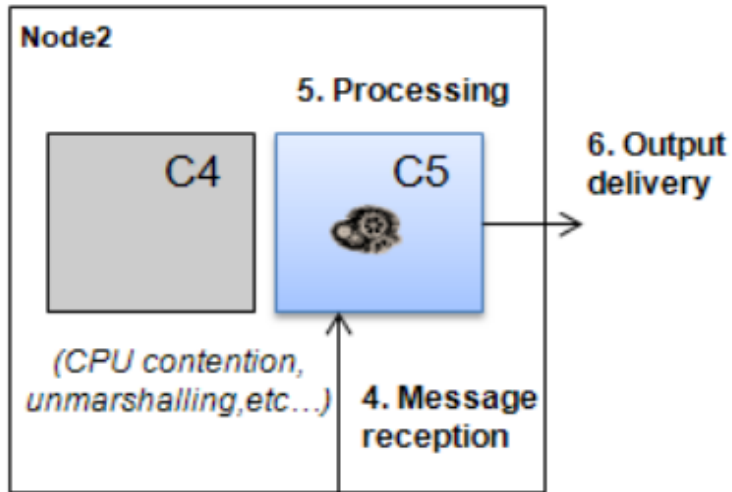 Node2
5. Processing
C4
C5
6. Output
delivery
(CPU contention,
unmarshalling,etc...)
4. Message
reception